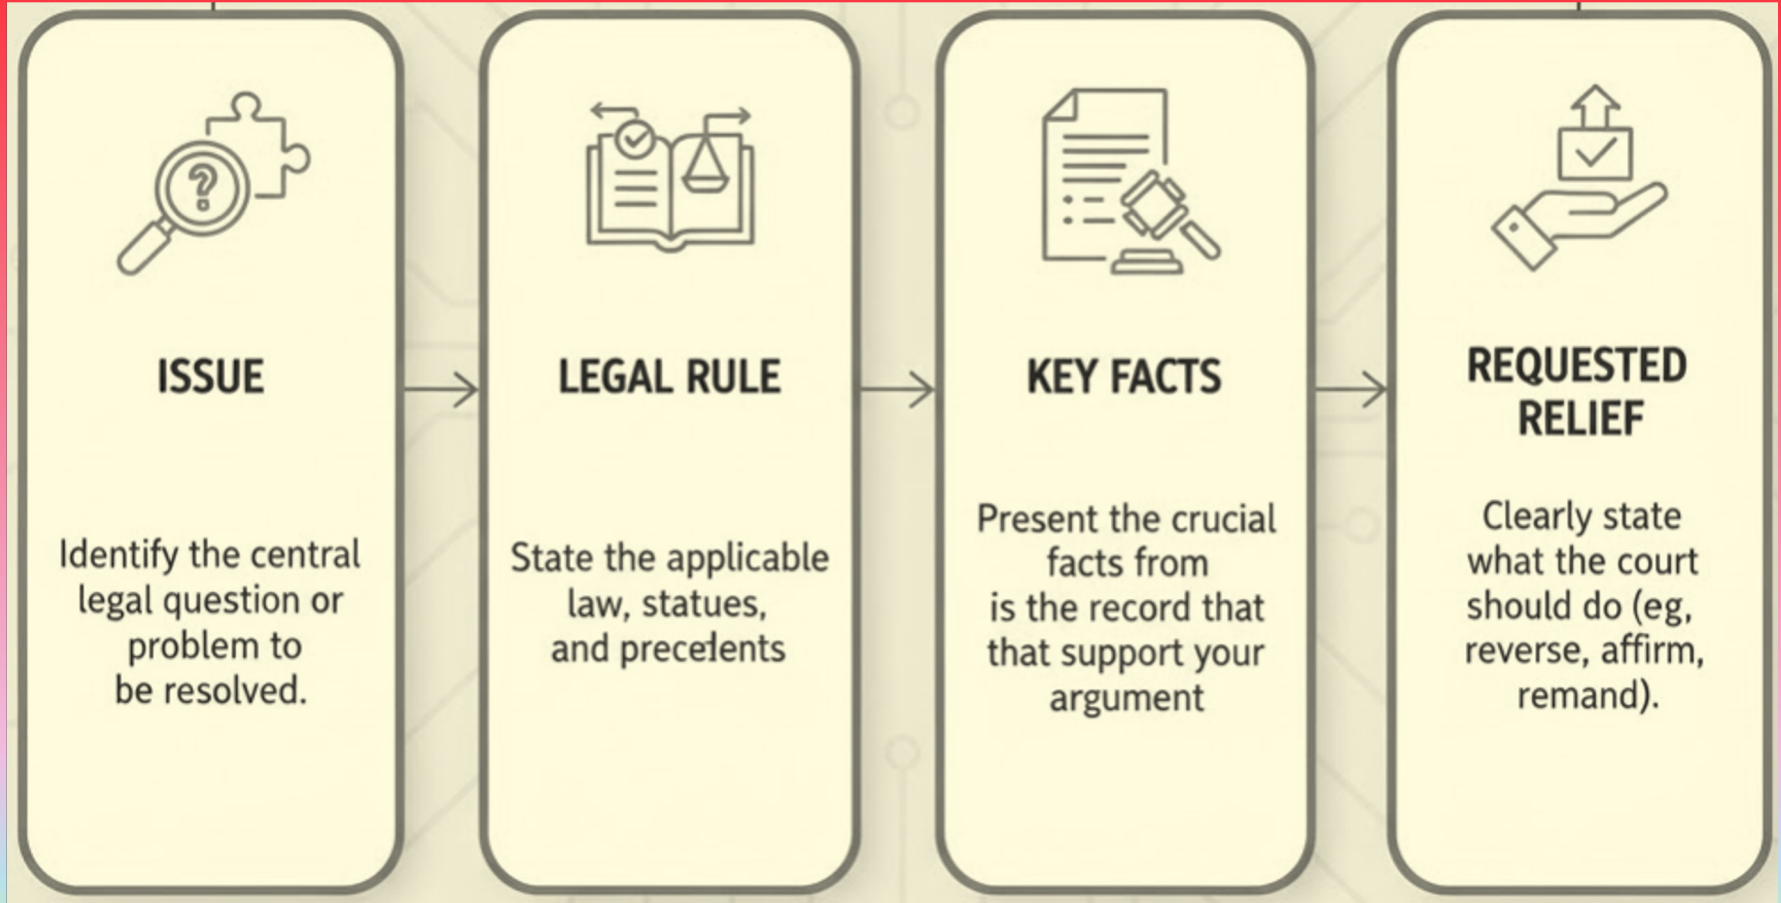 ISSUE
Identify the central
legal question or
problem to
be resolved.
LEGAL RULE
State the applicable
law, statues,
and precelents
KEY FACTS
Present the crucial
facts from
is the record that
that support your
argument
REQUESTED
RELIEF
Clearly state
what the court
should do (eg,
reverse, affirm,
remand).